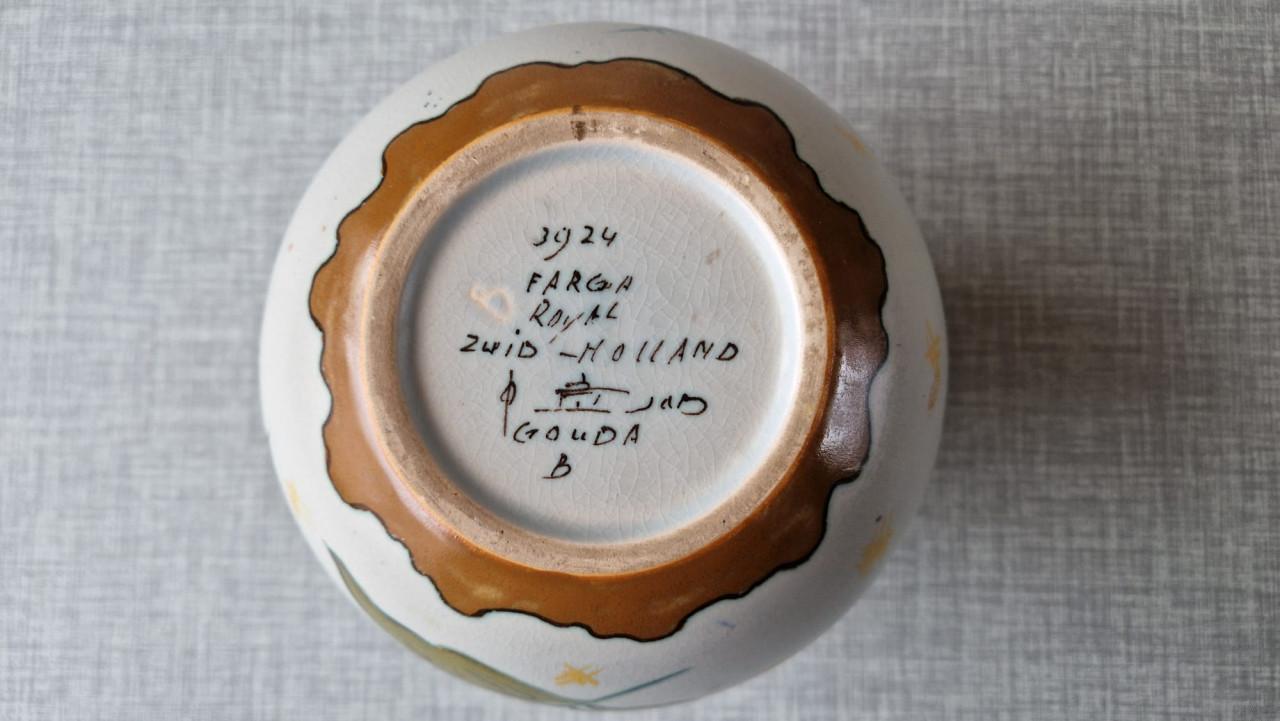 3924
FARGA
ROyAL
ZuiD-HOLLAND
GOuDA
B